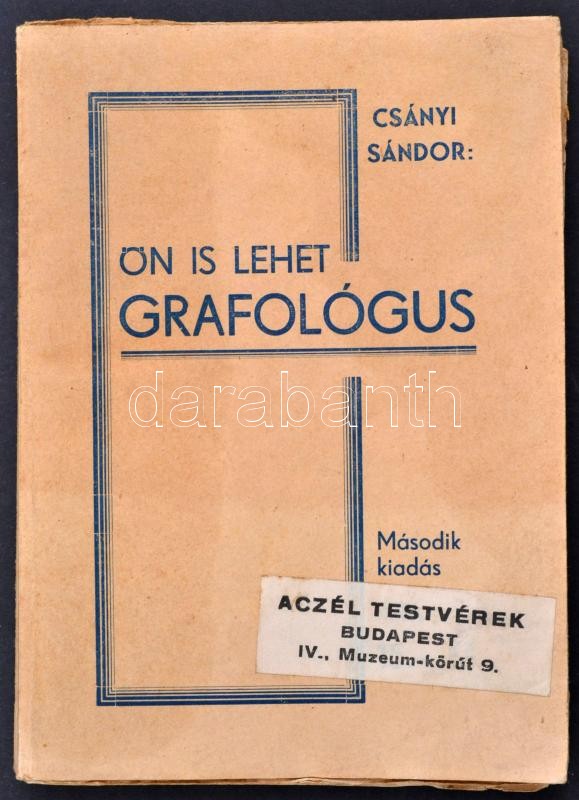 CSÁNYI
SÁNDOR:
ÖN IS LEHET
GRAFOLÓGUS
darabanth
Második
kiadás
ACZÉL TESTVÉREK
BUDAPEST
IV., Muzeum-körút 9.